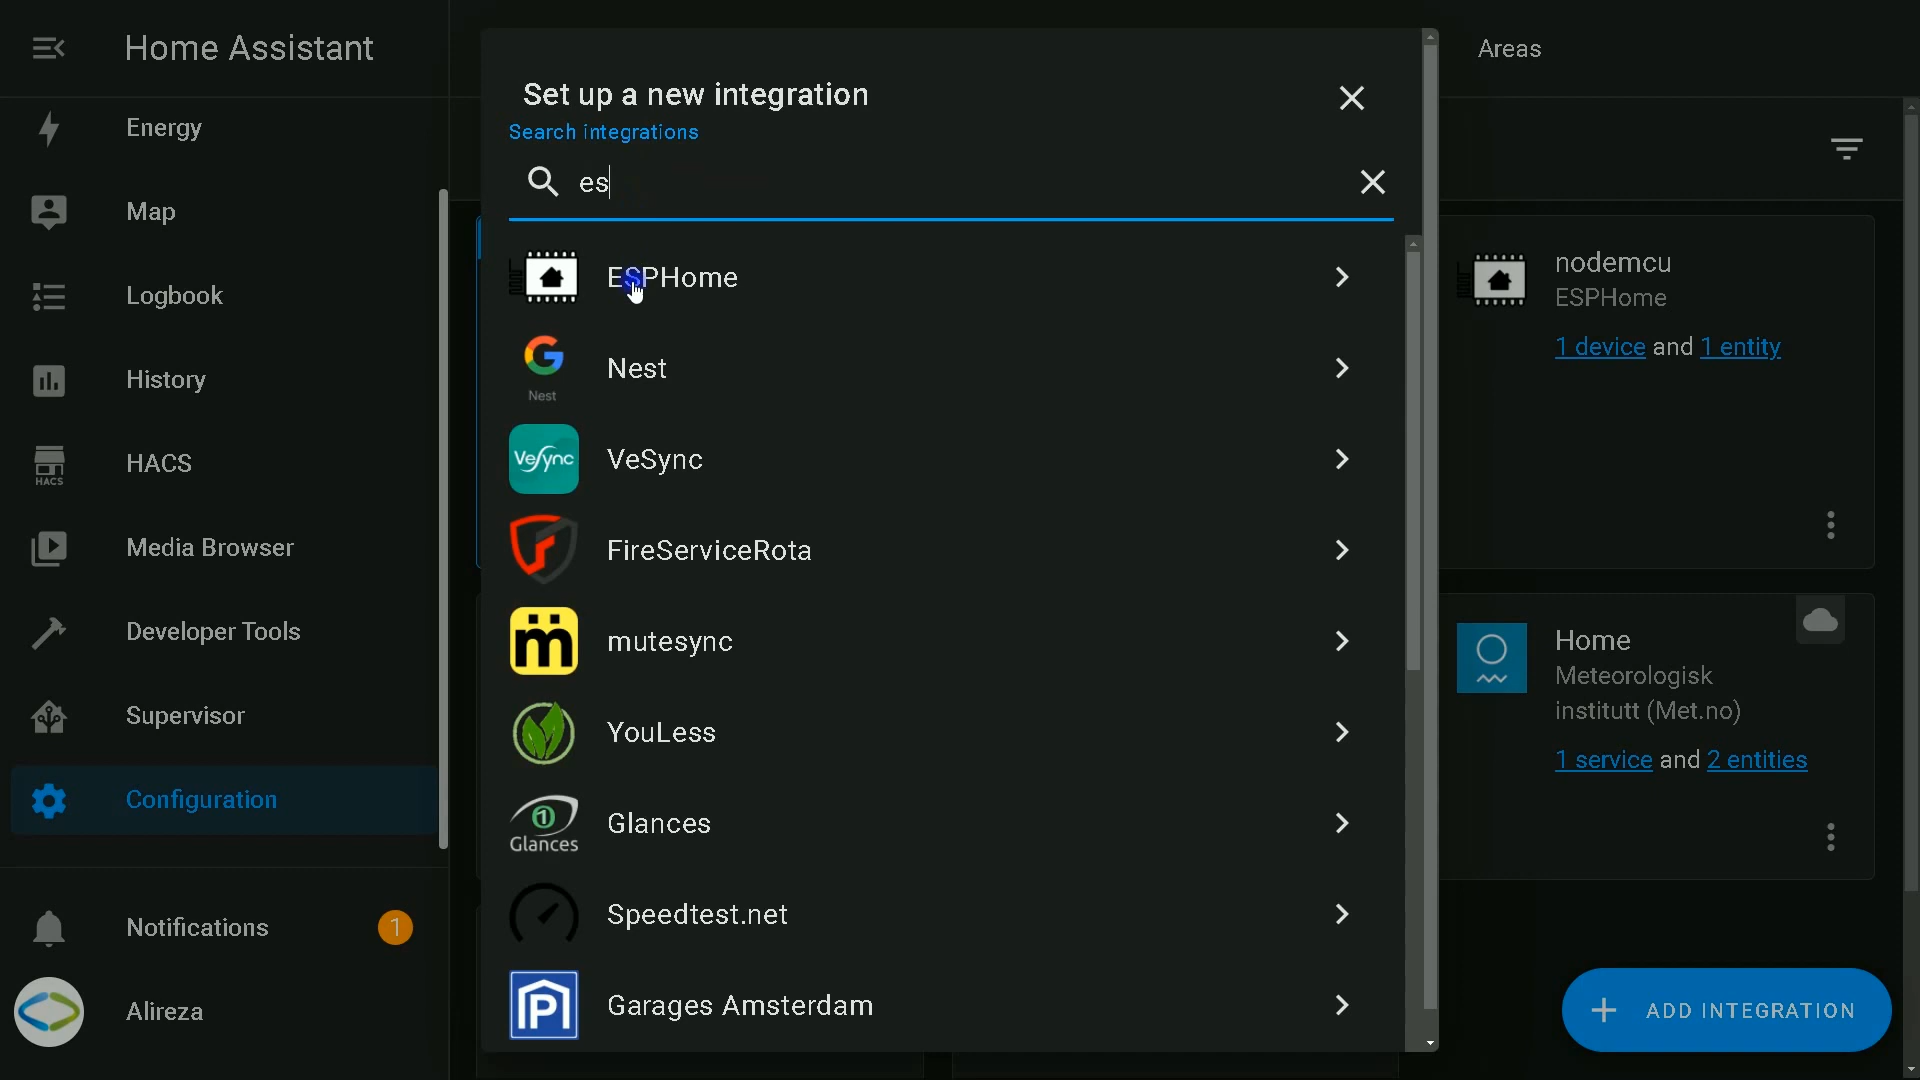 Home Assistant
Energy
Map
Logbook
History
HACS
HACS
Media Browser
Developer Tools
Supervisor
Configuration
Notifications
1
Alireza
Set up a new integration
Search integrations
es
ESPHome
Nest
Nest
VeSync
VeSync
FireServiceRota
mutesync
YouLess
Glances
Glances
Speedtest.net
P
Garages Amsterdam
Areas
nodemcu
ESPHome
1 device and 1 entity
Home
Meteorologisk
institutt (Met.no)
1 service and 2 entities
ADD INTEGRATION